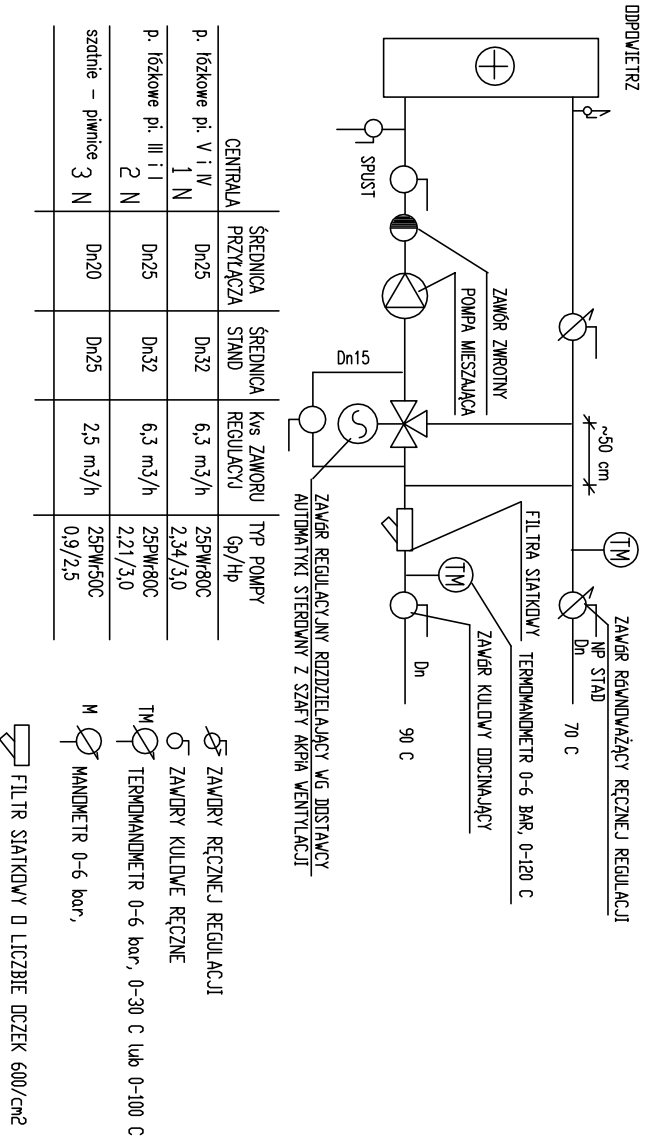 ODPOWIETRZ
~50 cm
TM
ZAWÓR RÓWNOWAŻĄCY RĘCZNEJ REGULACJI
NP STAD
Dn
70 C
SPUST
ZAWÓR ZWROTNY
POMPA MIESZAJĄCA
Dn15
FILTRA SIATKOWY
TERMOMANOMETR 0-6 BAR, 0-120 C
TM
ZAWÓR KULOWY ODCINAJĄCY
Dn
90 C
ZAWÓR REGULACYJNY ROZDZIELAJĄCY WG DOSTAWCY
AUTOMATYKI STEROWNY Z SZAFY AKPiA WENTYLACJI
CENTRALA
ŚREDNICA PRZYŁĄCZA
ŚREDNICA STAND
Kvs ZAWORU REGULACYJ
TYP POMPY Gp/Hp
p. łóżkowe pi. V i IV 1 N
Dn25
Dn32
6,3 m3/h
25PWr80C 2,34/3,0
p. łóżkowe pi. III i I 2 N
Dn25
Dn32
6,3 m3/h
25PWr80C 2,21/3,0
szatnie - piwnice 3 N
Dn20
Dn25
2,5 m3/h
25PWr50C 0,9/2,5
ZAWORY RĘCZNEJ REGULACJI
ZAWORY KULOWE RĘCZNE
TM
TERMOMANOMETR 0-6 bar, 0-30 C lub 0-100 C
M
MANOMETR 0-6 bar,
FILTR SIATKOWY O LICZBIE OCZEK 600/cm2